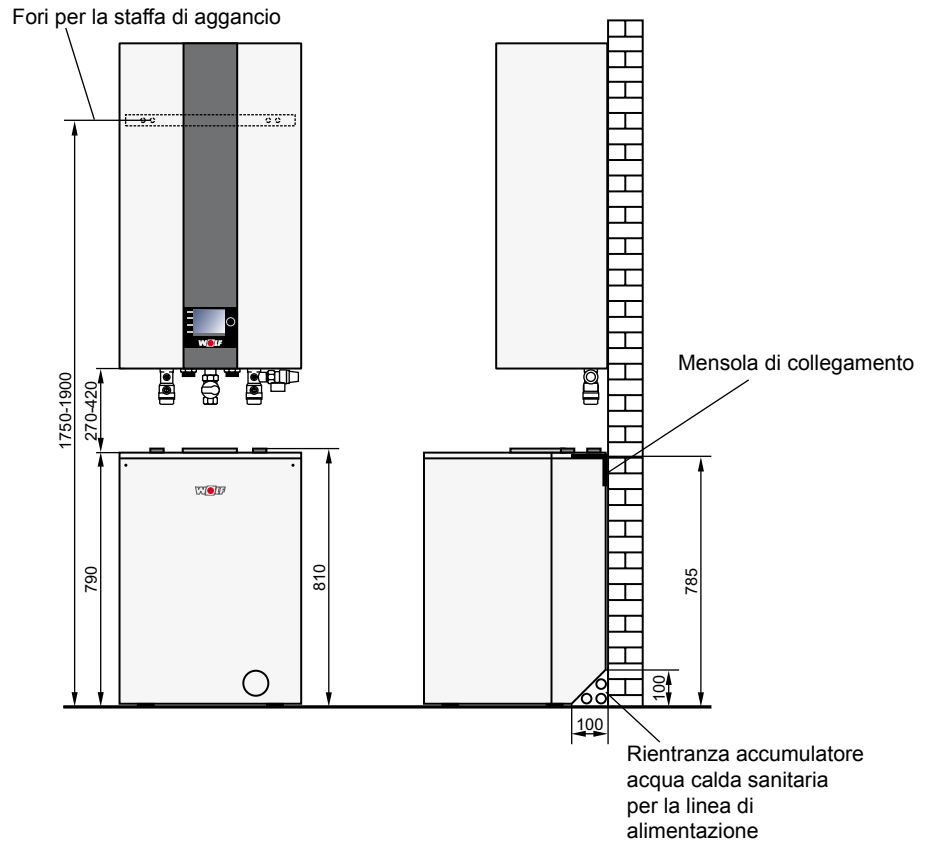 Fori per la staffa di aggancio
WOLF
Mensola di collegamento
1750-1900
270-420
WOLF
790
810
785
100
100
Rientranza accumulatore
acqua calda sanitaria
per la linea di
alimentazione